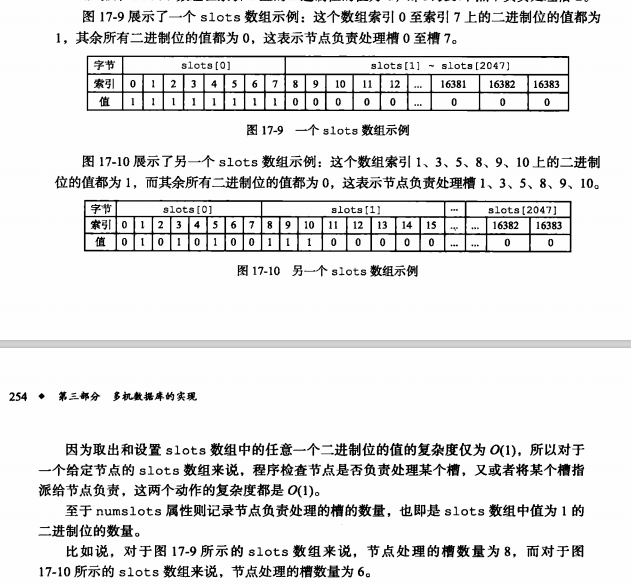 图 17-9 展示了一个 slots 数组示例：这个数组索引 0 至索引 7 上的二进制位的值都为
1，其余所有二进制位的值都为 0，这表示节点负责处理槽 0 至槽 7。
字节 slots[0] slots[1] ~ slots[2047]
索引 0 1 2 3 4 5 6 7 8 9 10 11 12 ... 16381 16382 16383
值 1 1 1 1 1 1 1 1 0 0 0 0 0 ... 0 0 0
图 17-9 一个 slots 数组示例
图 17-10 展示了另一个 slots 数组示例：这个数组索引 1、3、5、8、9、10 上的二进制
位的值都为 1，而其余所有二进制位的值都为 0，这表示节点负责处理槽 1、3、5、8、9、10。
字节 slots[0] slots[1] ... slots[2047]
索引 0 1 2 3 4 5 6 7 8 9 10 11 12 13 14 15 ... ... 16382 16383
值 0 1 0 1 0 1 0 0 1 1 1 0 0 0 0 0 ... ... 0 0
图 17-10 另一个 slots 数组示例
254 ◆ 第三部分 多机数据库的实现
因为取出和设置 slots 数组中的任意一个二进制位的值的复杂度仅为 O(1)，所以对于
一个给定节点的 slots 数组来说，程序检查节点是否负责处理某个槽，又或者将某个槽指
派给节点负责，这两个动作的复杂度都是 O(1)。
至于 numslots 属性则记录节点负责处理的槽的数量，也即是 slots 数组中值为 1 的
二进制位的数量。
比如说，对于图 17-9 所示的 slots 数组来说，节点处理的槽数量为 8，而对于图
17-10 所示的 slots 数组来说，节点处理的槽数量为 6。